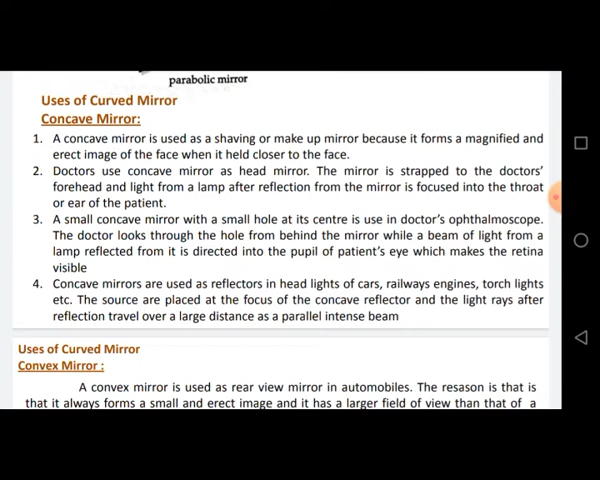 parabolic mirror
Uses of Curved Mirror
Concave Mirror:
1. A concave mirror is used as a shaving or make up mirror because it forms a magnified and
erect image of the face when it held closer to the face.
2. Doctors use concave mirror as head mirror. The mirror is strapped to the doctors’
forehead and light from a lamp after reflection from the mirror is focused into the throat
or ear of the patient.
3. A small concave mirror with a small hole at its centre is use in doctor’s ophthalmoscope.
The doctor looks through the hole from behind the mirror while a beam of light from a
lamp reflected from it is directed into the pupil of patient’s eye which makes the retina
visible
4. Concave mirrors are used as reflectors in head lights of cars, railways engines, torch lights
etc. The source are placed at the focus of the concave reflector and the light rays after
reflection travel over a large distance as a parallel intense beam
Uses of Curved Mirror
Convex Mirror :
A convex mirror is used as rear view mirror in automobiles. The resason is that is
that it always forms a small and erect image and it has a larger field of view than that of a